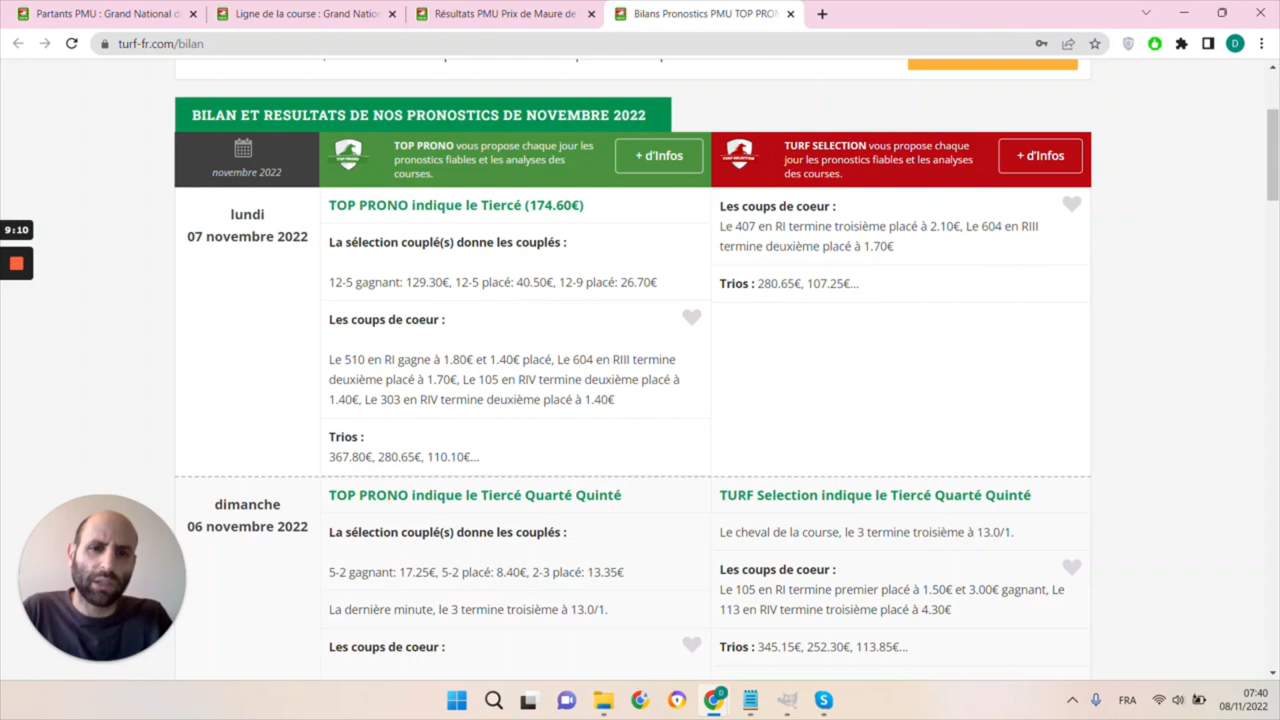 Partants PMU : Grand National d
Ligne de la course : Grand Natio
Résultats PMU Prix de Maure de
Bilans Pronostics PMU TOP PRON
turf-fr.com/bilan
BILAN ET RESULTATS DE NOS PRONOSTICS DE NOVEMBRE 2022
novembre 2022
TOP PRONO
TOP PRONO vous propose chaque jour les
pronostics fiables et les analyses des
courses.
+ d'Infos
TURF SELECTION
TURF SELECTION vous propose chaque
jour les pronostics fiables et les analyses
des courses.
+ d'Infos
lundi
07 novembre 2022
TOP PRONO indique le Tiercé (174.60€)
La sélection couplé(s) donne les couplés :
12-5 gagnant: 129.30€, 12-5 placé: 40.50€, 12-9 placé: 26.70€
Les coups de coeur :
Le 510 en RI gagne à 1.80€ et 1.40€ placé, Le 604 en RIII termine
deuxième placé à 1.70€, Le 105 en RIV termine deuxième placé à
1.40€, Le 303 en RIV termine deuxième placé à 1.40€
Trios :
367.80€, 280.65€, 110.10€...
Les coups de coeur :
Le 407 en RI termine troisième placé à 2.10€, Le 604 en RIII
termine deuxième placé à 1.70€
Trios : 280.65€, 107.25€...
dimanche
06 novembre 2022
TOP PRONO indique le Tiercé Quarté Quinté
La sélection couplé(s) donne les couplés :
5-2 gagnant: 17.25€, 5-2 placé: 8.40€, 2-3 placé: 13.35€
La dernière minute, le 3 termine troisième à 13.0/1.
Les coups de coeur :
TURF Selection indique le Tiercé Quarté Quinté
Le cheval de la course, le 3 termine troisième à 13.0/1.
Les coups de coeur :
Le 105 en RI termine premier placé à 1.50€ et 3.00€ gagnant, Le
113 en RIV termine troisième placé à 4.30€
Trios : 345.15€, 252.30€, 113.85€...
9:10
D
FRA
07:40
08/11/2022